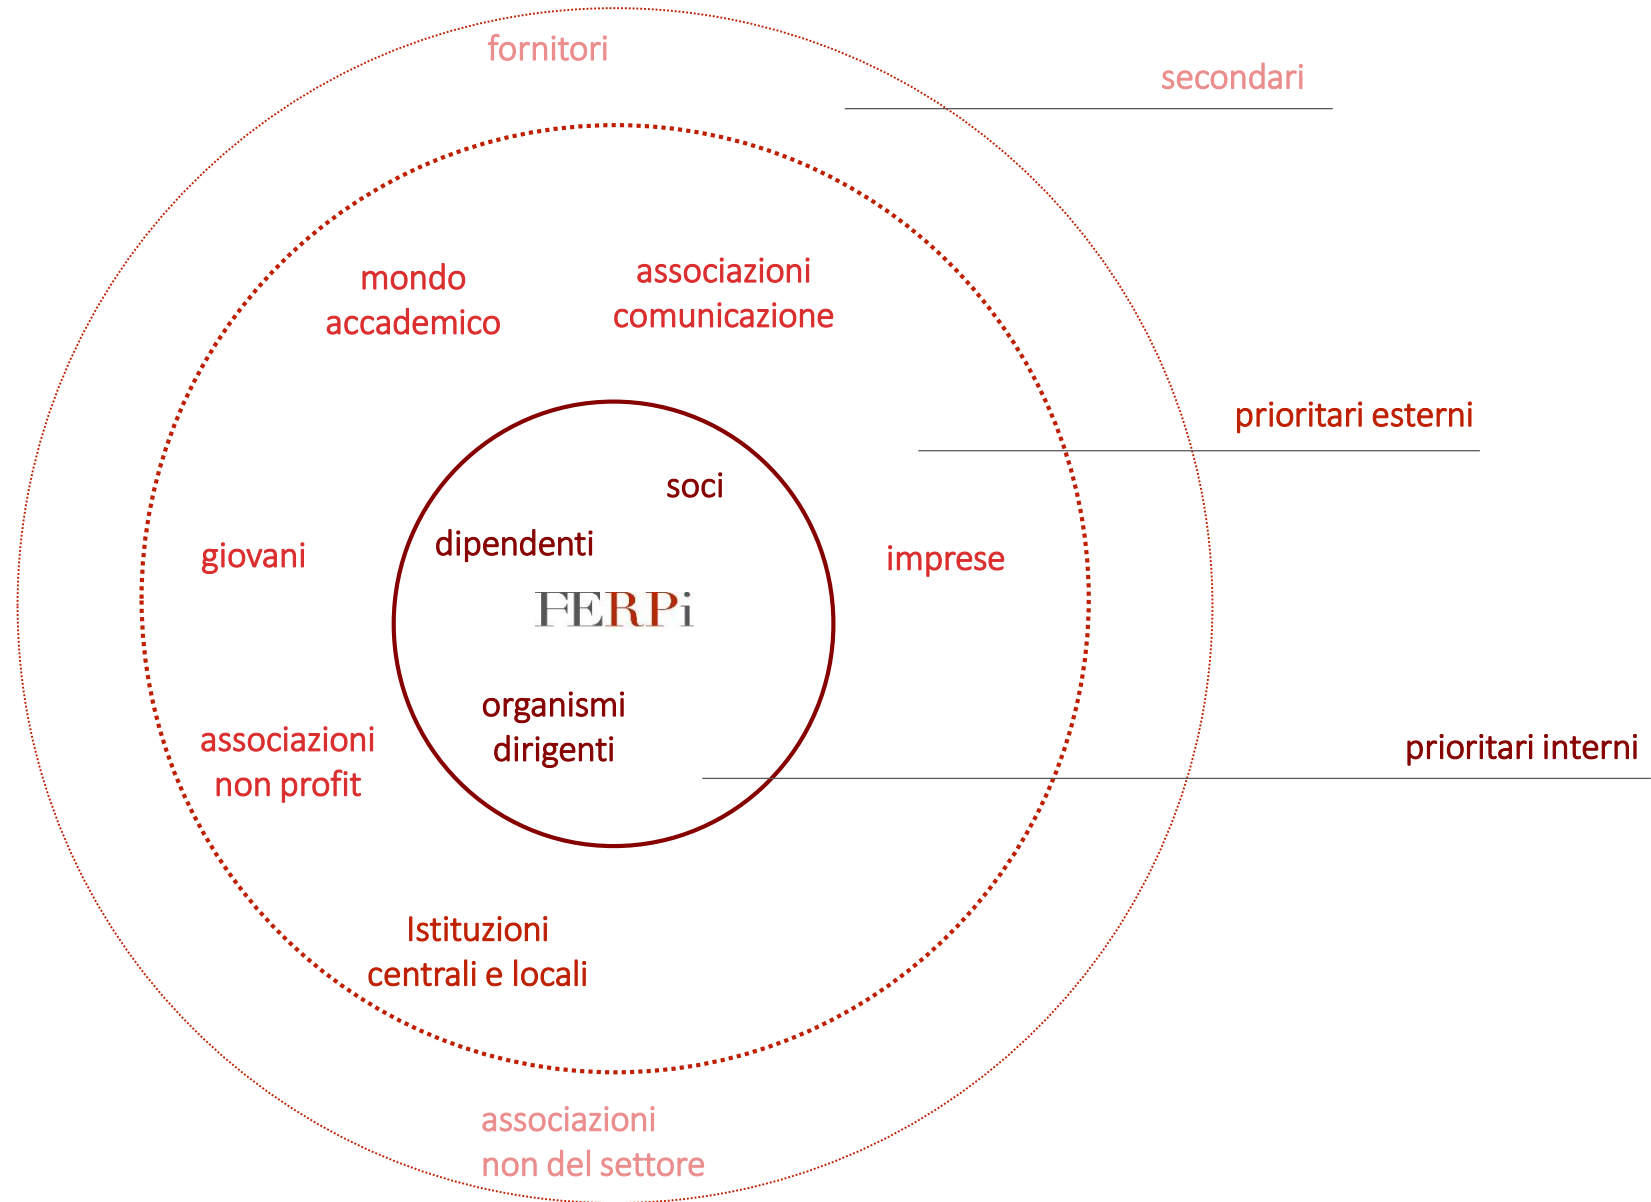 fornitori
secondari
mondo
accademico
associazioni
comunicazione
prioritari esterni
soci
dipendenti
giovani
imprese
FERPi
organismi
dirigenti
associazioni
non profit
prioritari interni
Istituzioni
centrali e locali
associazioni
non del settore